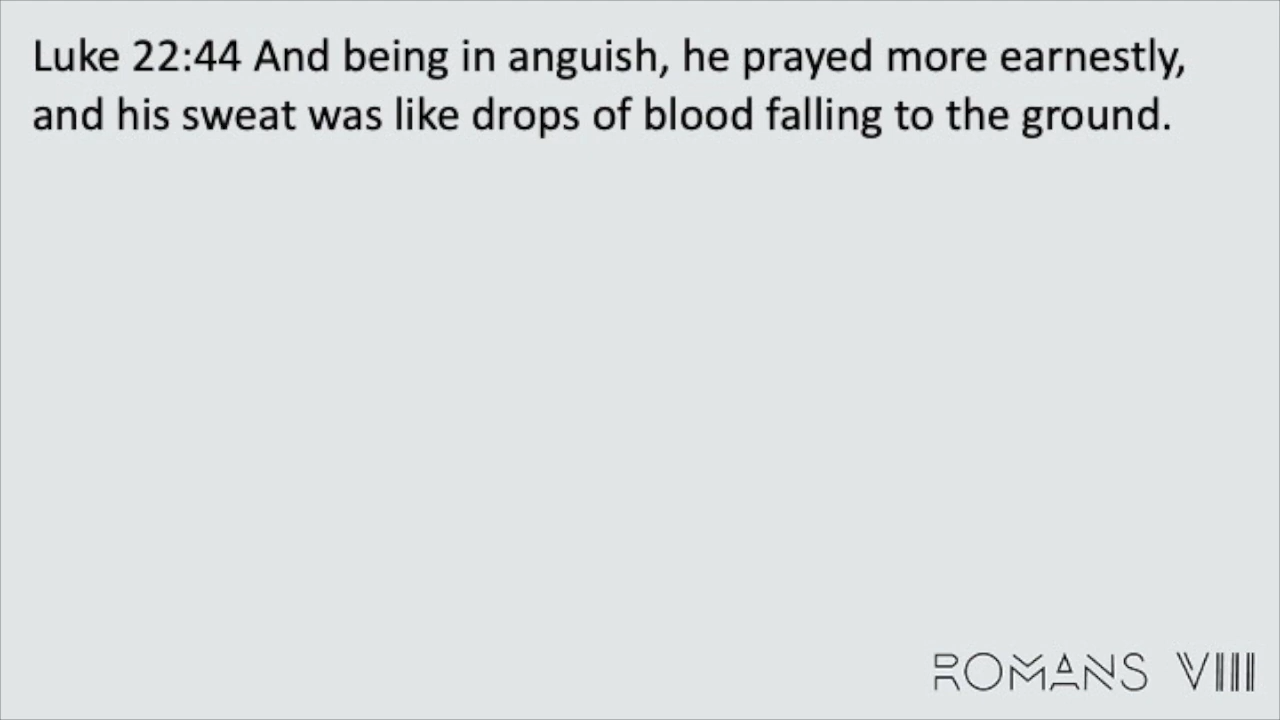 Luke 22:44 And being in anguish, he prayed more earnestly,
and his sweat was like drops of blood falling to the ground.
ROMANS VIII